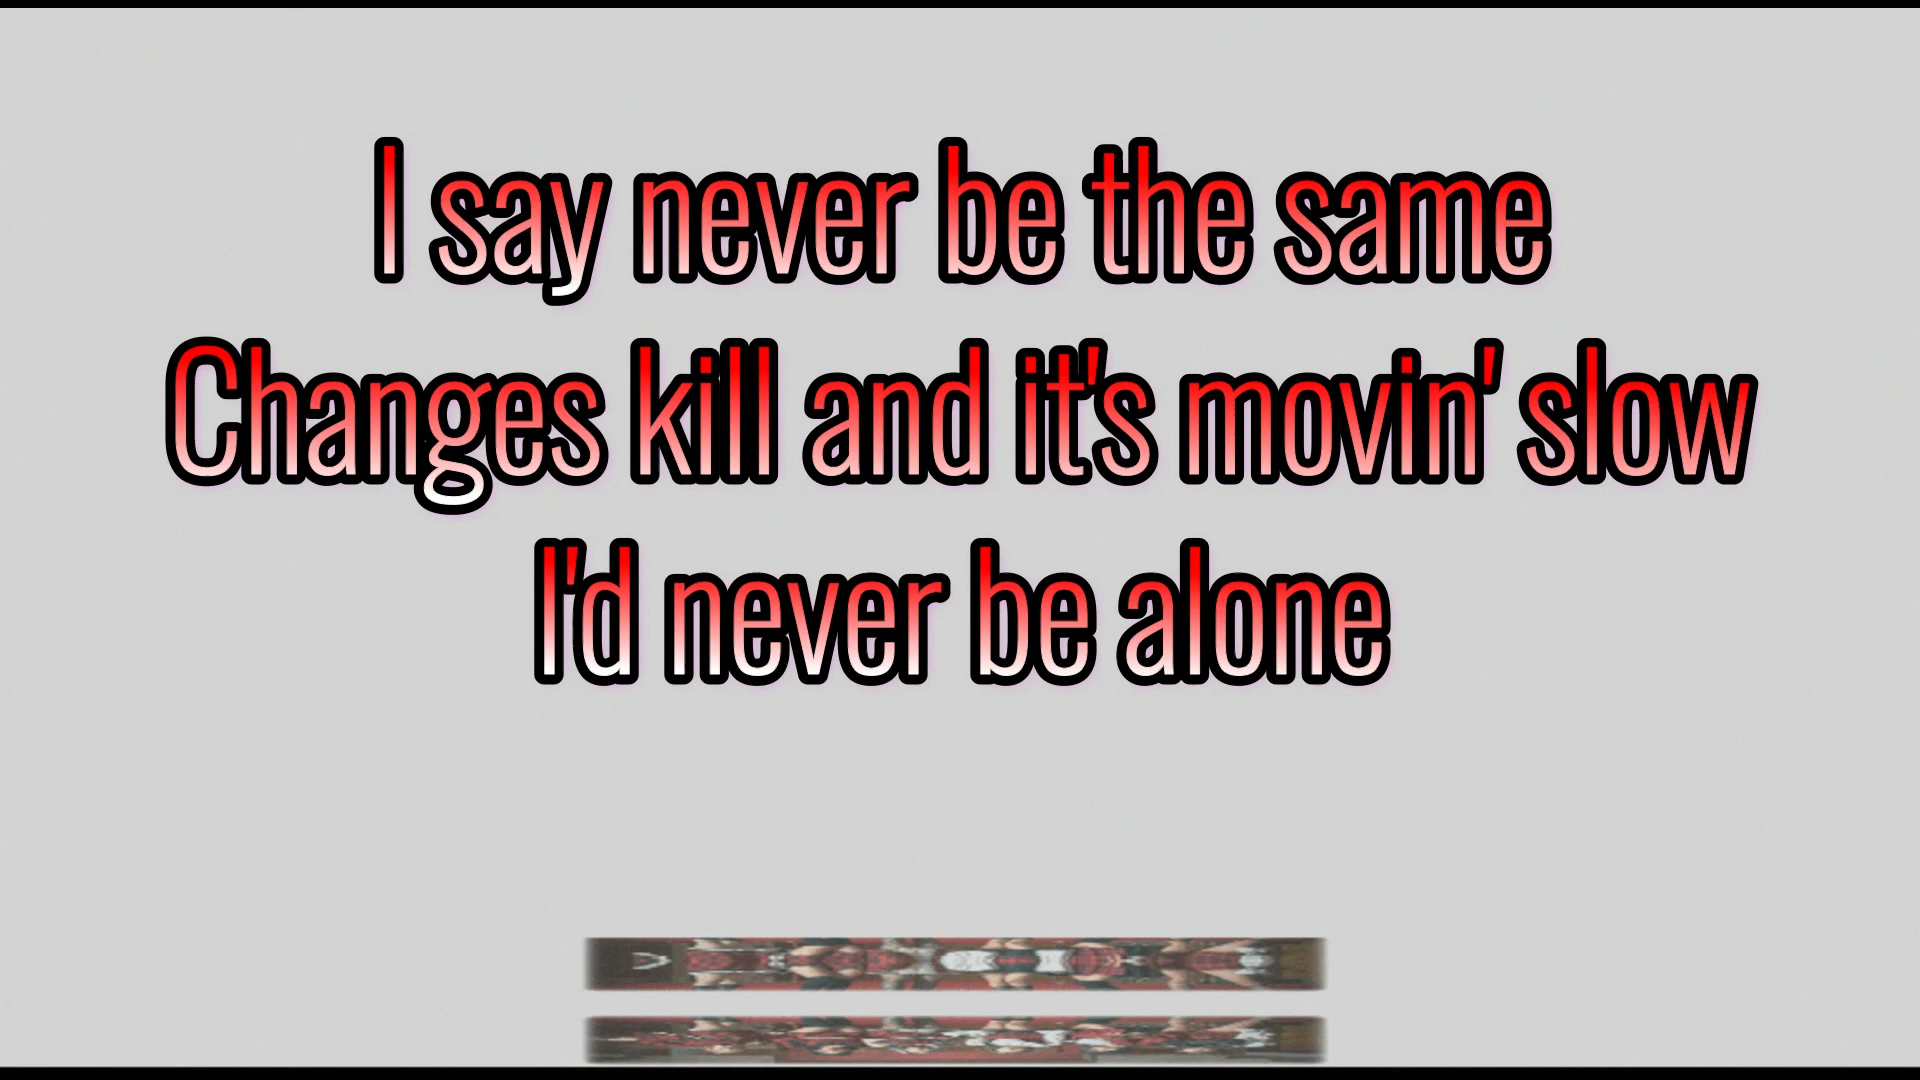 I say never be the same
Changes kill and it's movin' slow
I'd never be alone